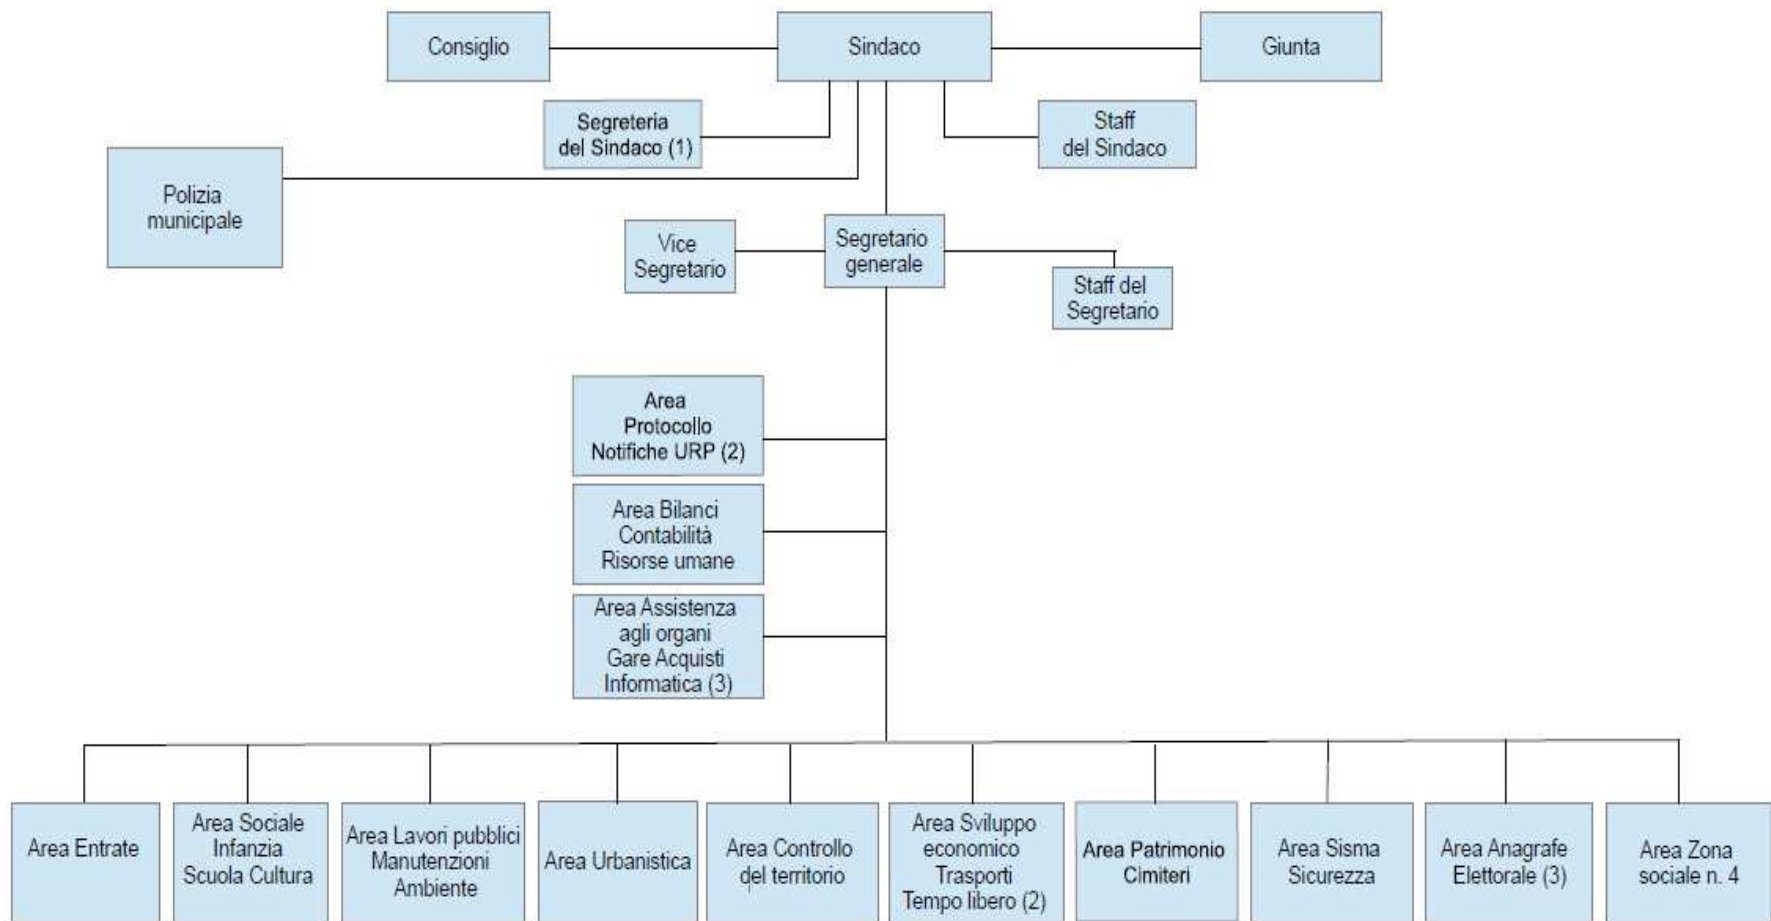 Consiglio
Sindaco
Giunta
Segreteria
del Sindaco (1)
Staff
del Sindaco
Polizia
municipale
Vice
Segretario
Segretario
generale
Staff del
Segretario
Area
Protocollo
Notifiche URP (2)
Area Bilanci
Contabilità
Risorse umane
Area Assistenza
agli organi
Gare Acquisti
Informatica (3)
Area Entrate
Area Sociale
Infanzia
Scuola Cultura
Area Lavori pubblici
Manutenzioni
Ambiente
Area Urbanistica
Area Controllo
del territorio
Area Sviluppo
economico
Trasporti
Tempo libero (2)
Area Patrimonio
Cimiteri
Area Sisma
Sicurezza
Area Anagrafe
Elettorale (3)
Area Zona
sociale n. 4